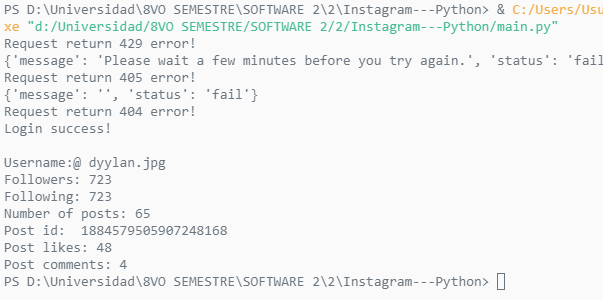 PS D:\Universidad\8VO SEMESTRE\SOFTWARE 2\2\Instagram---Python> & C:/Users/Usu
xe "d:/Universidad/8VO SEMESTRE/SOFTWARE 2/2/Instagram---Python/main.py"
Request return 429 error!
{'message': 'Please wait a few minutes before you try again.', 'status': 'fail
Request return 405 error!
{'message': '', 'status': 'fail'}
Request return 404 error!
Login success!
Username:@ dyylan.jpg
Followers: 723
Following: 723
Number of posts: 65
Post id:  1884579505907248168
Post likes: 48
Post comments: 4
PS D:\Universidad\8VO SEMESTRE\SOFTWARE 2\2\Instagram---Python>